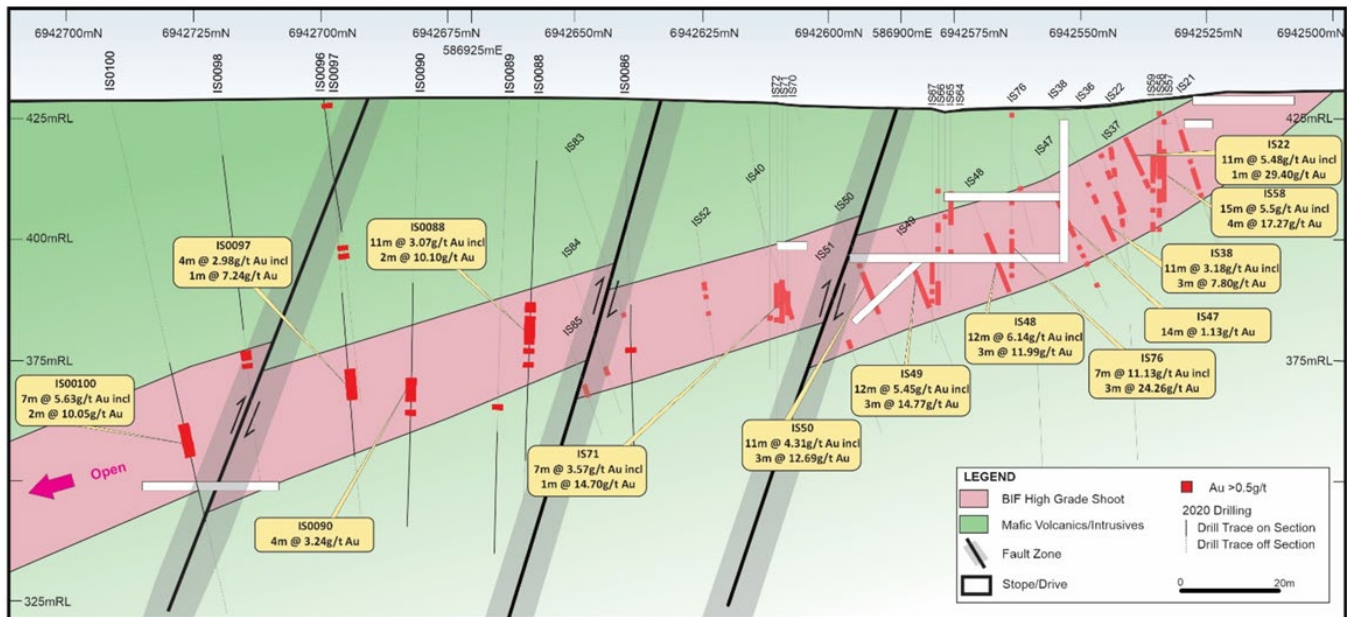 6942700mN
6942725mN
6942700mN
6942675mN
586925mE
6942650mN
6942625mN
6942600mN
586900mE
6942575mN
6942550mN
6942500mN
IS0100
IS0098
IS0096
IS0097
IS0090
IS0089
IS0088
IS0086
IS72
IS71
IS70
IS67
IS66
IS65
IS64
IS76
IS38
IS36
IS22
IS59
IS58
IS57
IS21
425mRL
425mRL
400mRL
375mRL
375mRL
325mRL
IS83
IS84
IS85
IS52
IS40
IS50
IS51
IS49
IS48
IS47
IS37
IS22
11m @ 5.48g/t Au incl
1m @ 29.40g/t Au
IS58
15m @ 5.5g/t Au incl
4m @ 17.27g/t Au
IS38
11m @ 3.18g/t Au incl
3m @ 7.80g/t Au
IS47
14m @ 1.13g/t Au
IS76
7m @ 11.13g/t Au incl
3m @ 24.26g/t Au
IS48
12m @ 6.14g/t Au incl
3m @ 11.99g/t Au
IS49
12m @ 5.45g/t Au incl
3m @ 14.77g/t Au
IS50
11m @ 4.31g/t Au incl
3m @ 12.69g/t Au
IS71
7m @ 3.57g/t Au incl
1m @ 14.70g/t Au
IS0088
11m @ 3.07g/t Au incl
2m @ 10.10g/t Au
IS0097
4m @ 2.98g/t Au incl
1m @ 7.24g/t Au
IS00100
7m @ 5.63g/t Au incl
2m @ 10.05g/t Au
IS0090
4m @ 3.24g/t Au
Open
LEGEND
BIF High Grade Shoot
Mafic Volcanics/Intrusives
Fault Zone
Stope/Drive
Au >0.5g/t
2020 Drilling
Drill Trace on Section
Drill Trace off Section
0
20m